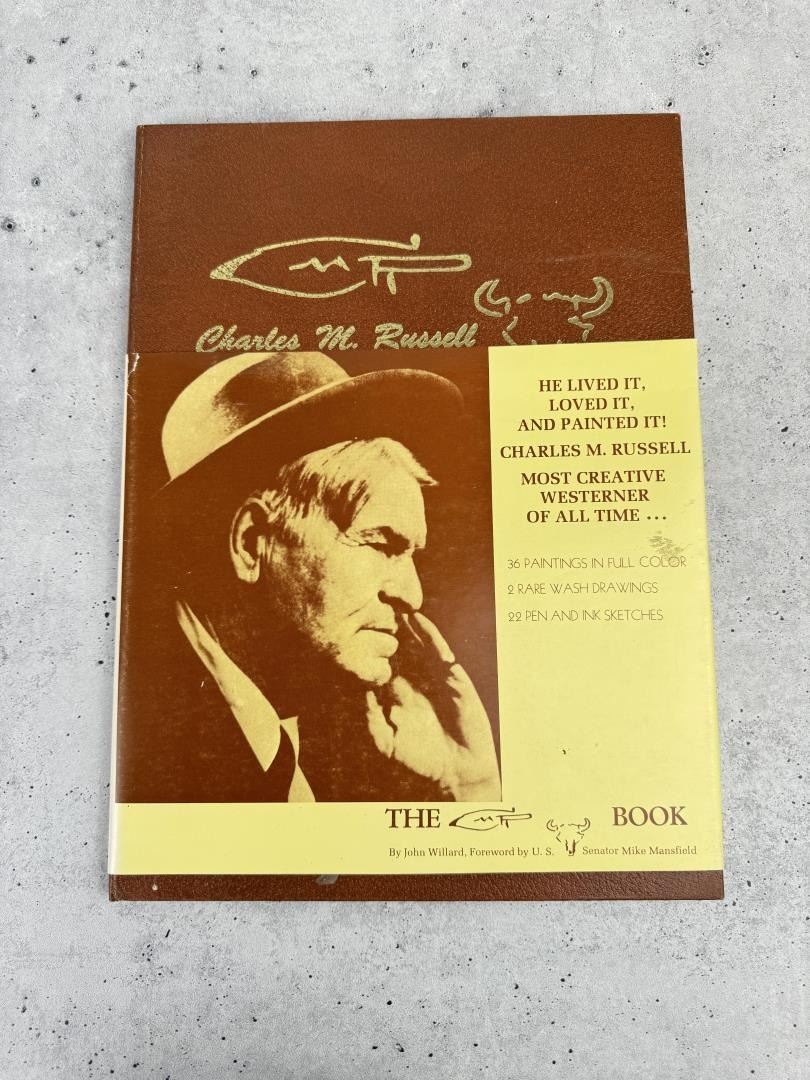 Charles M. Russell
HE LIVED IT,
LOVED IT,
AND PAINTED IT!
CHARLES M. RUSSELL
MOST CREATIVE
WESTERNER
OF ALL TIME ...
36 PAINTINGS IN FULL COLOR
2 RARE WASH DRAWINGS
22 PEN AND INK SKETCHES
THE BOOK
By John Willard, Foreword by U. S. Senator Mike Mansfield